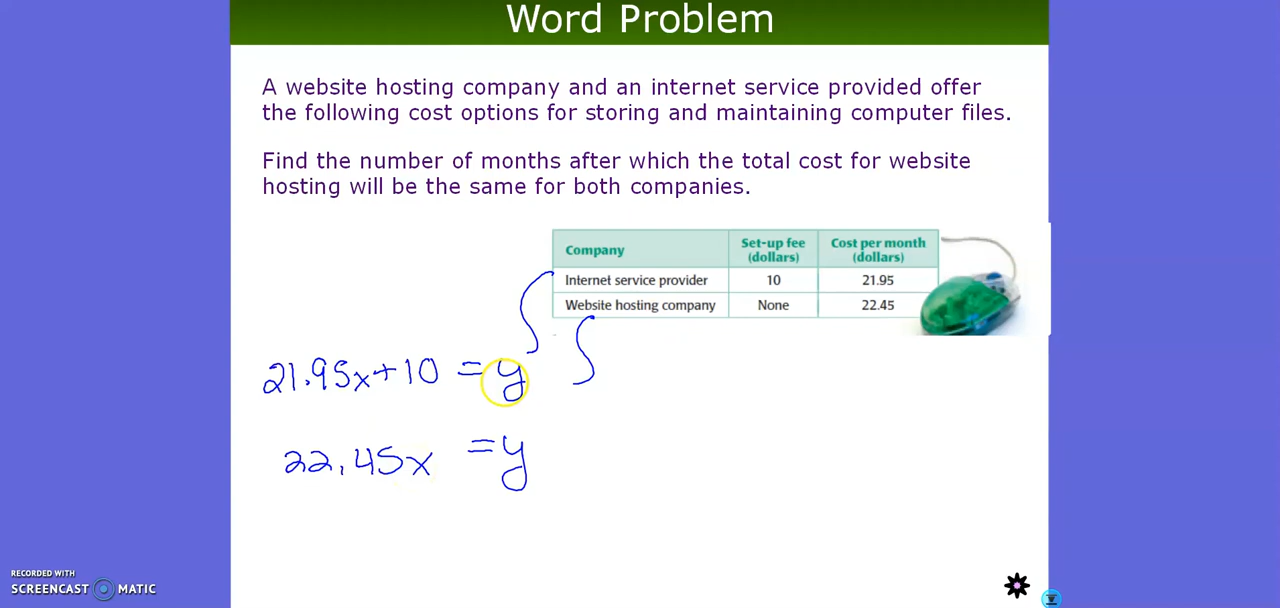 Word Problem
A website hosting company and an internet service provided offer
the following cost options for storing and maintaining computer files.
Find the number of months after which the total cost for website
hosting will be the same for both companies.
Company Set-up fee (dollars) Cost per month (dollars)
Internet service provider 10 21.95
Website hosting company None 22.45
21.95x+10 = y
22.45x = y
RECORDED WITH
SCREENCAST MATIC